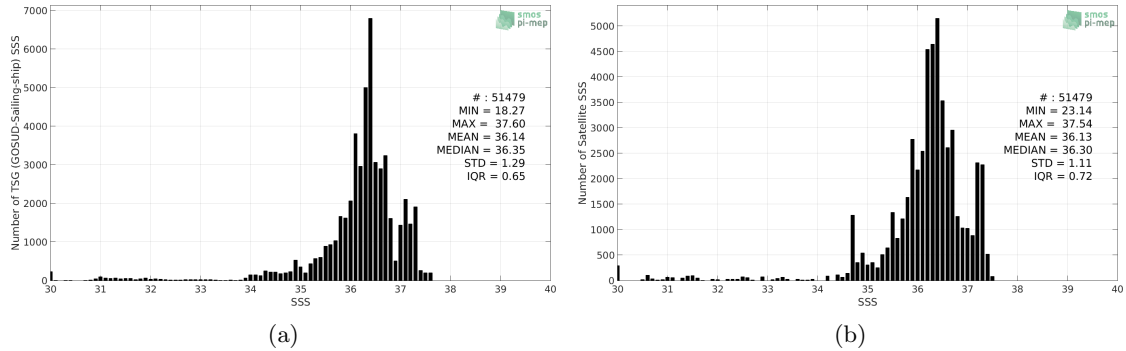 smos
pi-mep
Number of TSG (GOSUD-Sailing-ship) SSS
7000
6000
5000
4000
3000
2000
1000
0
# : 51479
MIN = 18.27
MAX = 37.60
MEAN = 36.14
MEDIAN = 36.35
STD = 1.29
IQR = 0.65
30 31 32 33 34 35 36 37 38 39 40
SSS
(a)
smos
pi-mep
Number of Satellite SSS
5000
4500
4000
3500
3000
2500
2000
1500
1000
500
0
# : 51479
MIN = 23.14
MAX = 37.54
MEAN = 36.13
MEDIAN = 36.30
STD = 1.11
IQR = 0.72
30 31 32 33 34 35 36 37 38 39 40
SSS
(b)